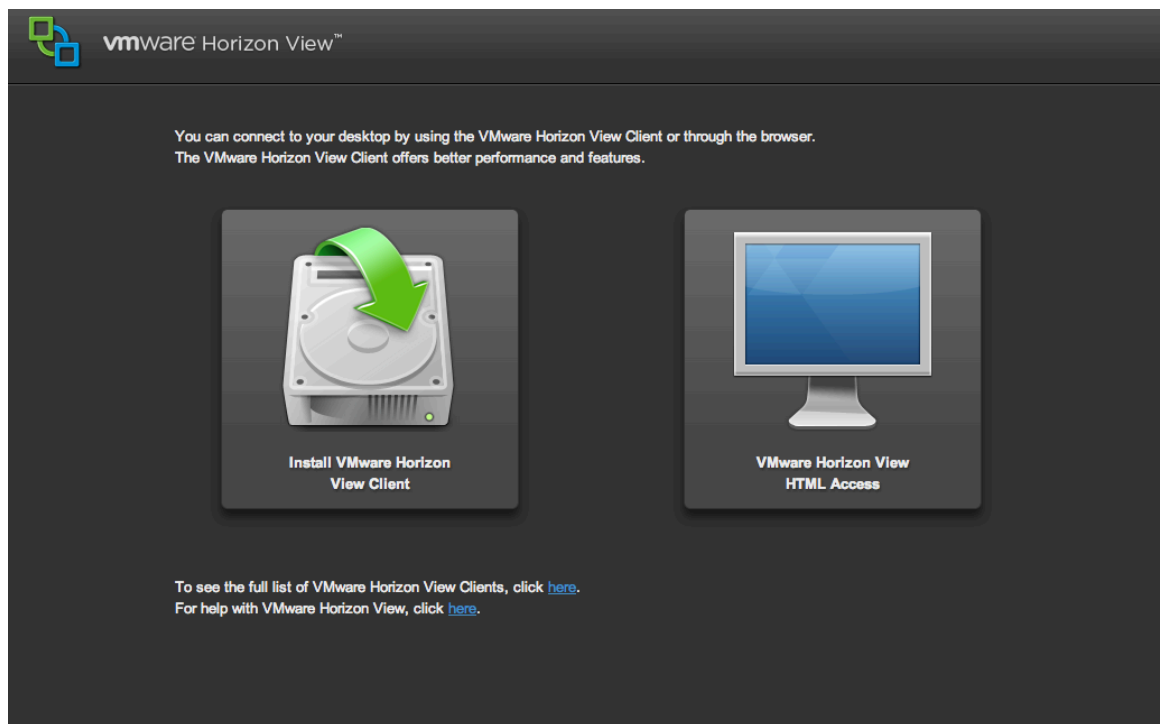 vmware Horizon View™
You can connect to your desktop by using the VMware Horizon View Client or through the browser.
The VMware Horizon View Client offers better performance and features.
Install VMware Horizon
View Client
VMware Horizon View
HTML Access
To see the full list of VMware Horizon View Clients, click here.
For help with VMware Horizon View, click here.